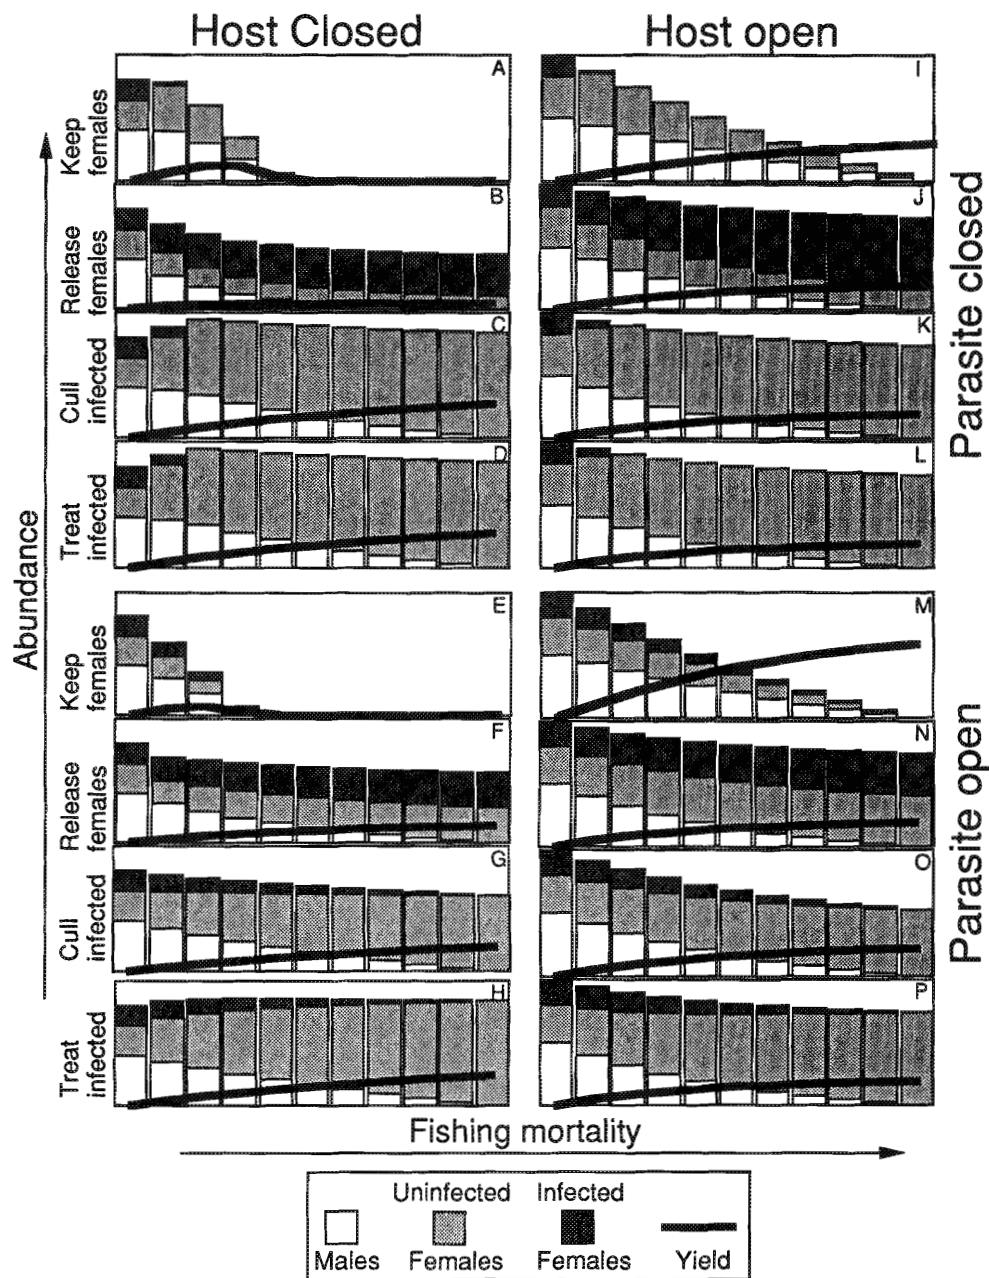 Host Closed
Host open
Keep females
A
I
Release females
B
J
Cull infected
C
K
Treat infected
D
L
Parasite closed
Keep females
E
M
Release females
F
N
Cull infected
G
O
Treat infected
H
P
Parasite open
Abundance
Fishing mortality
Uninfected Infected
Males Females Females Yield